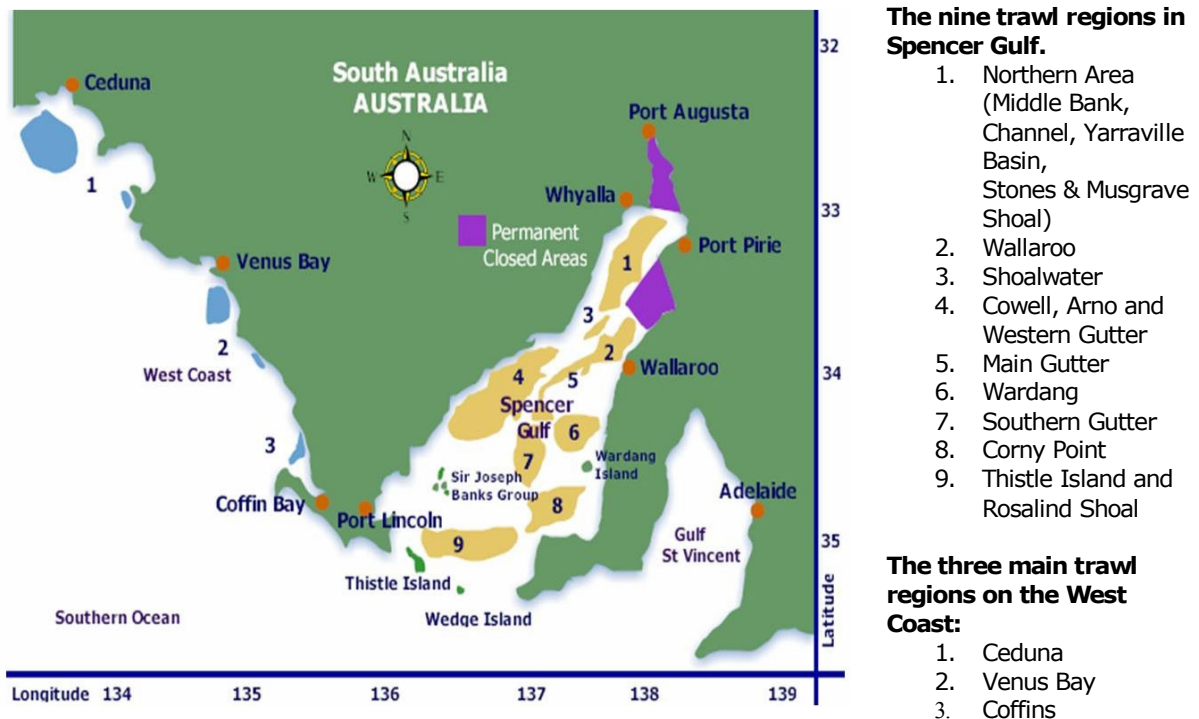 Ceduna
South Australia
AUSTRALIA
Port Augusta
32
N
W E
S
1
Whyalla
33
Permanent
Closed Areas
Port Pirie
Venus Bay
1
3
2
2
West Coast
Wallaroo
34
4
5
Spencer
Gulf
6
3
7
Wardang
Island
Sir Joseph
Banks Group
Coffin Bay
Port Lincoln
8
Adelaide
9
Gulf
St Vincent
35
Thistle Island
Wedge Island
Southern Ocean
Latitude
Longitude 134 135 136 137 138 139
The nine trawl regions in
Spencer Gulf.
1. Northern Area
(Middle Bank,
Channel, Yarraville
Basin,
Stones & Musgrave
Shoal)
2. Wallaroo
3. Shoalwater
4. Cowell, Arno and
Western Gutter
5. Main Gutter
6. Wardang
7. Southern Gutter
8. Corny Point
9. Thistle Island and
Rosalind Shoal
The three main trawl
regions on the West
Coast:
1. Ceduna
2. Venus Bay
3. Coffins